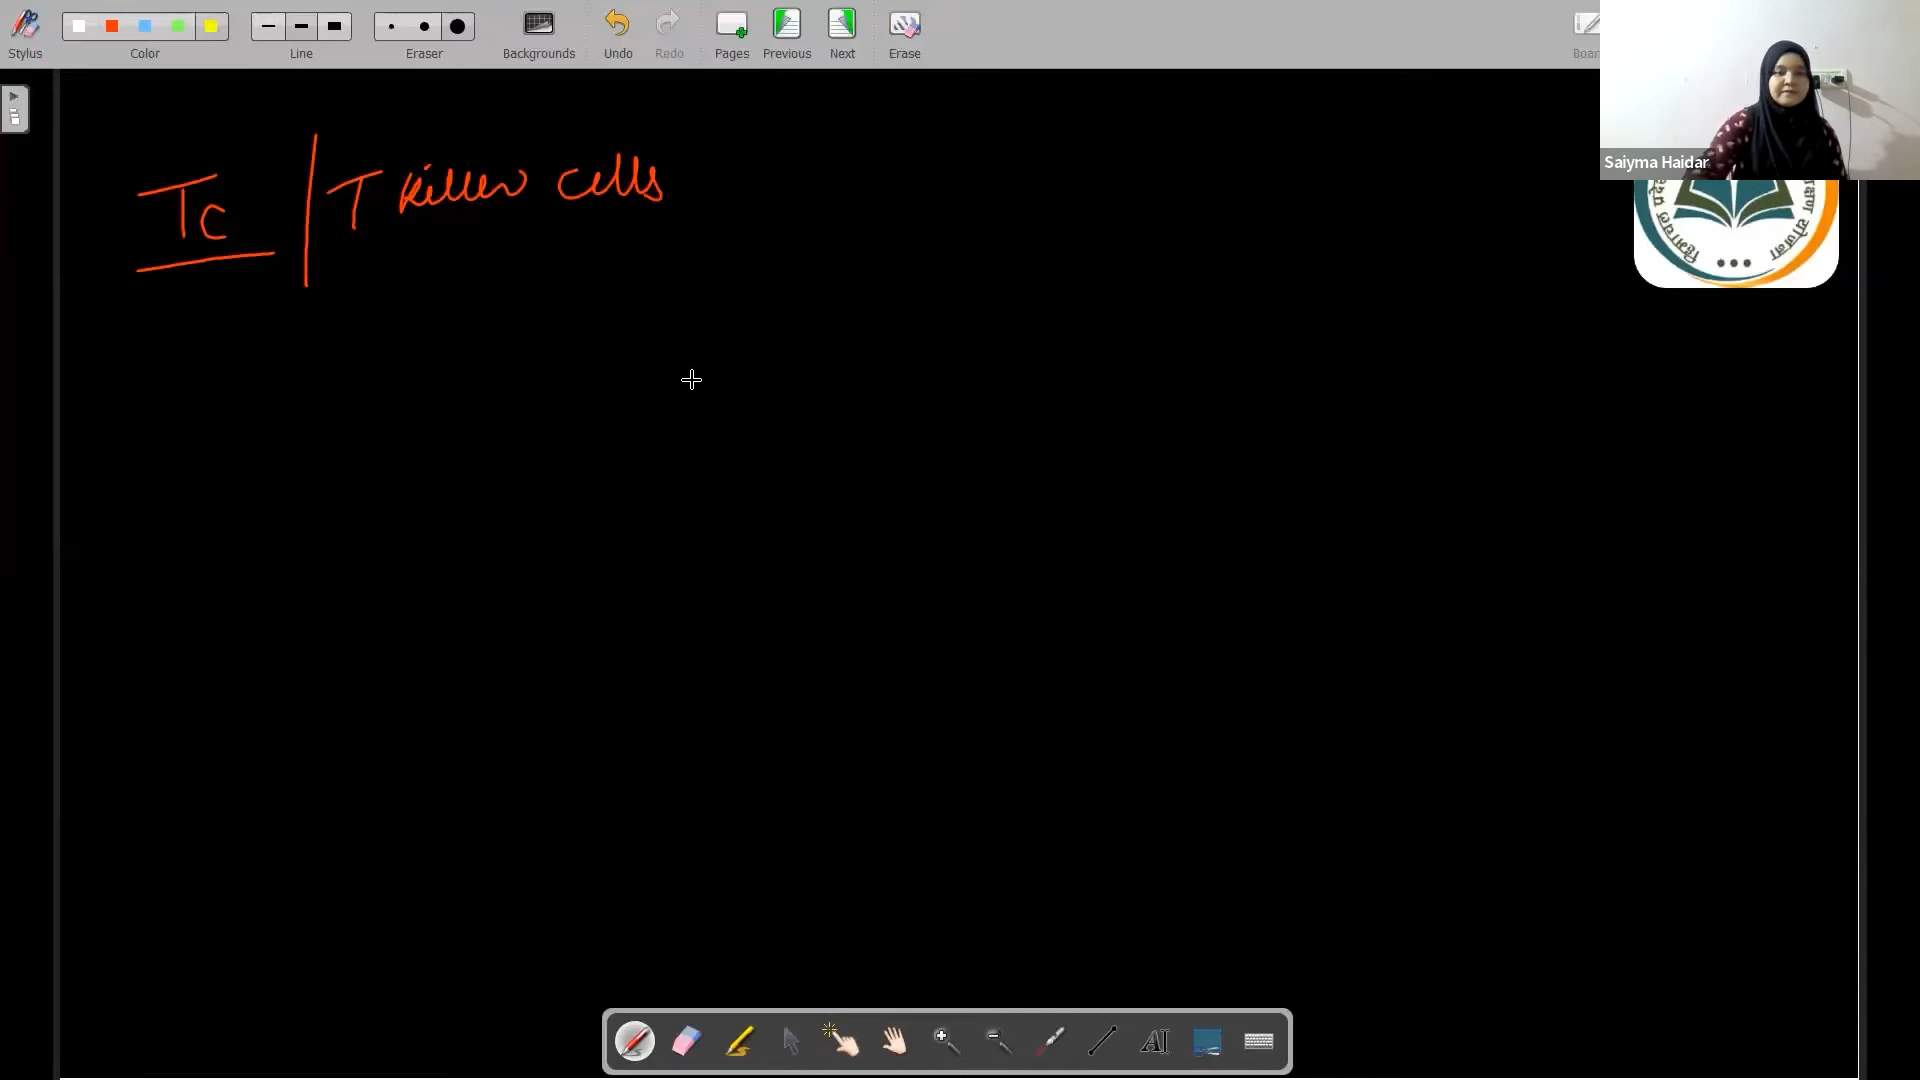 Stylus Color Line Eraser Backgrounds Undo Redo Pages Previous Next Erase
Saiyma Haidar
Tc | T killer cells